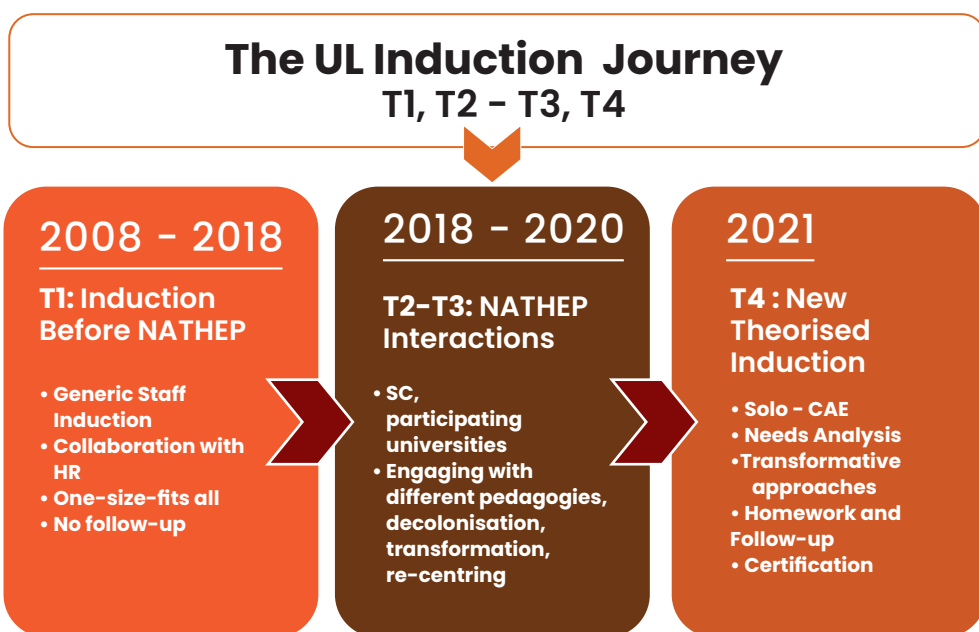 The UL Induction Journey
T1, T2 - T3, T4
2008 - 2018
T1: Induction
Before NATHEP
• Generic Staff
Induction
• Collaboration with
HR
• One-size-fits all
• No follow-up
2018 - 2020
T2-T3: NATHEP
Interactions
• SC,
participating
universities
• Engaging with
different pedagogies,
decolonisation,
transformation,
re-centring
2021
T4 : New
Theorised
Induction
• Solo - CAE
• Needs Analysis
•Transformative
approaches
• Homework and
Follow-up
• Certification